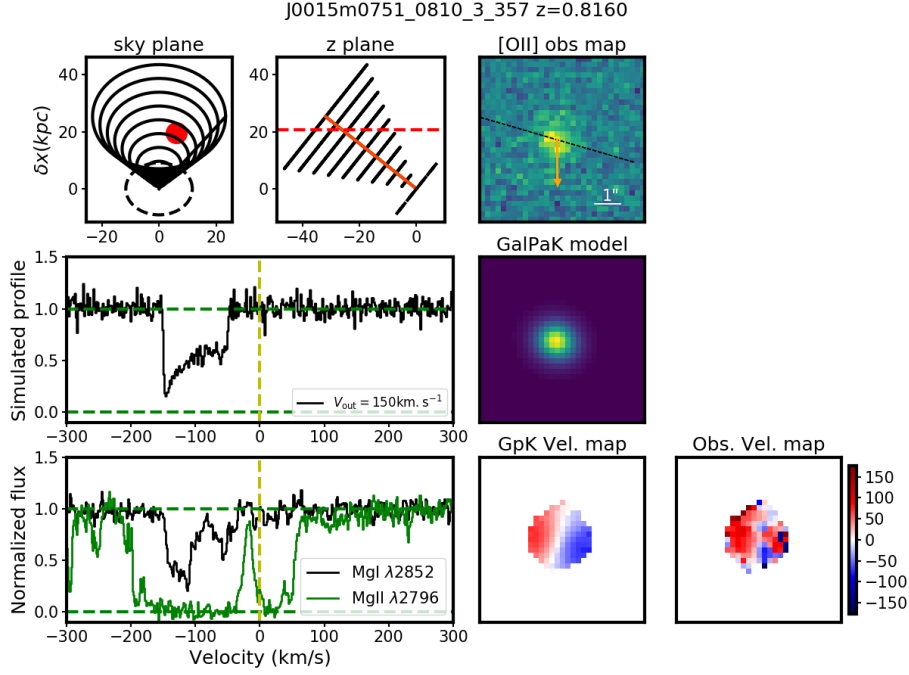 J0015m0751_0810_3_357 z=0.8160
sky plane
z plane
[OII] obs map
δx(kpc)
40
20
0
−20 0 20
−40 −20 0
1"
GalPaK model
Simulated profile
1.5
1.0
0.5
0.0
V_out = 150km.s⁻¹
−300 −200 −100 0 100 200 300
GpK Vel. map
Obs. Vel. map
Normalized flux
1.5
1.0
0.5
0.0
MgI λ2852
MgII λ2796
−300 −200 −100 0 100 200 300
Velocity (km/s)
150
100
50
0
−50
−100
−150